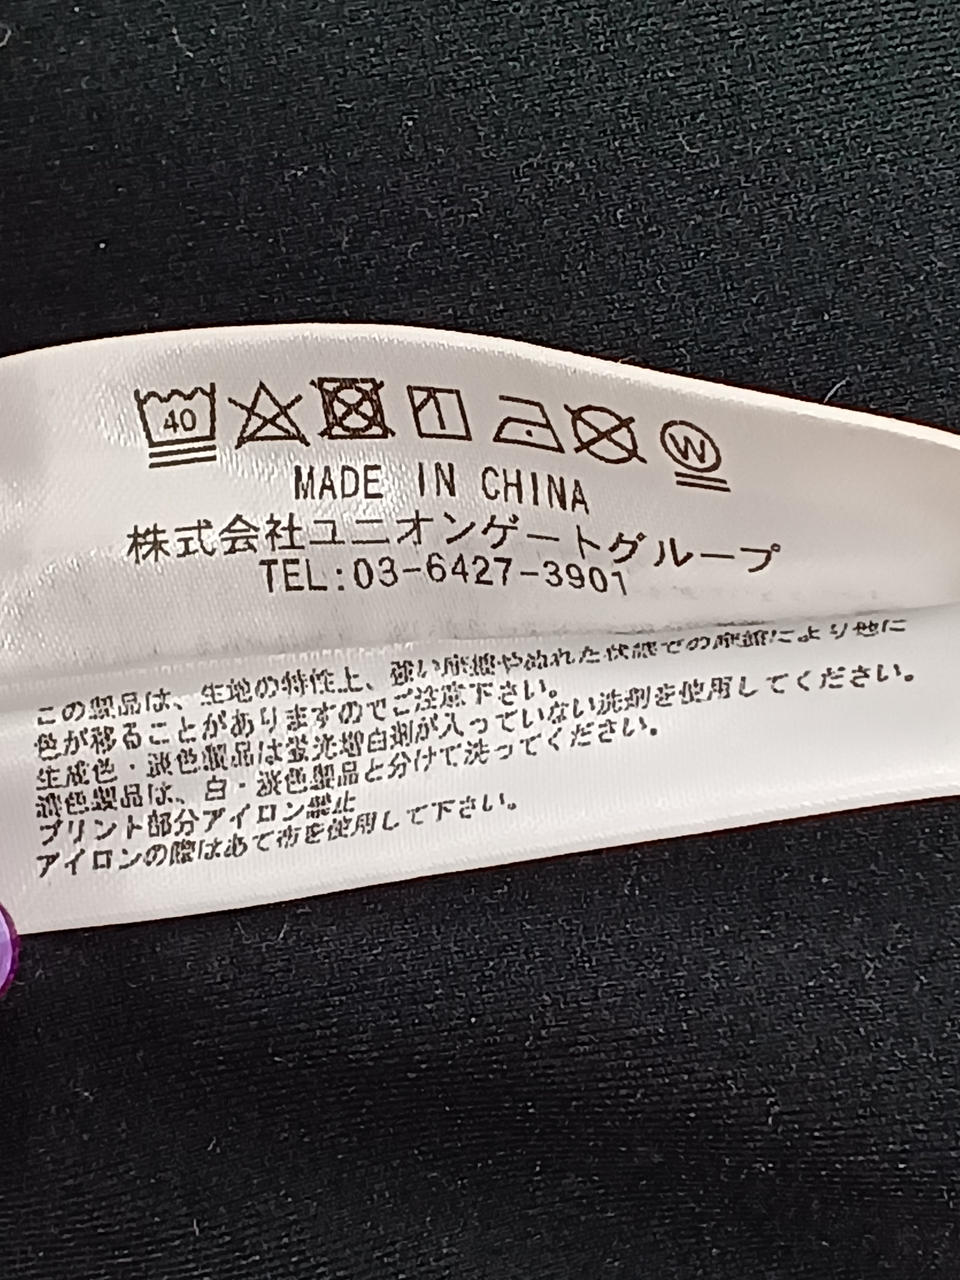 40
W
MADE IN CHINA
株式会社ユニオンゲートグループ
TEL:03-6427-3901
この製品は、生地の特性上、強い摩擦やぬれた状態での摩擦により他に
色が移ることがありますのでご注意下さい。
生成色・淡色製品は蛍光増白剤が入っていない洗剤を使用してください。
濃色製品は、白・淡色製品と分けて洗ってください。
プリント部分アイロン禁止
アイロンの際はあて布を使用して下さい。